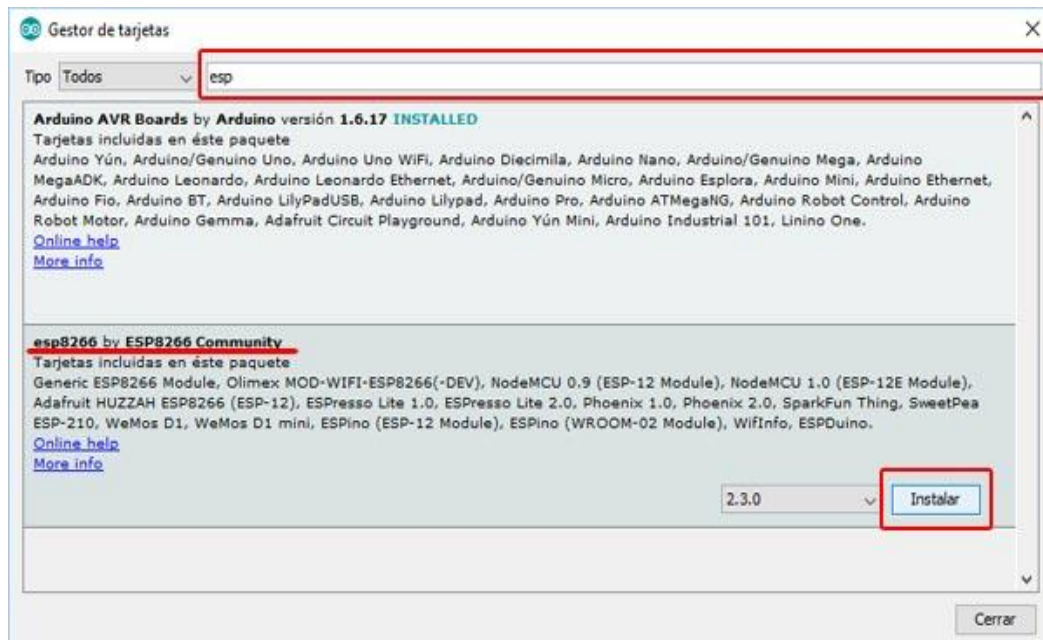 Gestor de tarjetas
Tipo Todos esp
Arduino AVR Boards by Arduino versión 1.6.17 INSTALLED
Tarjetas incluidas en éste paquete
Arduino Yún, Arduino/Genuino Uno, Arduino Uno WiFi, Arduino Diecimila, Arduino Nano, Arduino/Genuino Mega, Arduino
MegaADK, Arduino Leonardo, Arduino Leonardo Ethernet, Arduino/Genuino Micro, Arduino Esplora, Arduino Mini, Arduino Ethernet,
Arduino Fio, Arduino BT, Arduino LilyPadUSB, Arduino Lilypad, Arduino Pro, Arduino ATMegaNG, Arduino Robot Control, Arduino
Robot Motor, Arduino Gemma, Adafruit Circuit Playground, Arduino Yún Mini, Arduino Industrial 101, Linino One.
Online help
More info
esp8266 by ESP8266 Community
Tarjetas incluidas en éste paquete
Generic ESP8266 Module, Olimex MOD-WIFI-ESP8266(-DEV), NodeMCU 0.9 (ESP-12 Module), NodeMCU 1.0 (ESP-12E Module),
Adafruit HUZZAH ESP8266 (ESP-12), ESPresso Lite 1.0, ESPresso Lite 2.0, Phoenix 1.0, Phoenix 2.0, SparkFun Thing, SweetPea
ESP-210, WeMos D1, WeMos D1 mini, ESPino (ESP-12 Module), ESPino (WROOM-02 Module), WifInfo, ESPDuino.
Online help
More info
2.3.0 Instalar
Cerrar